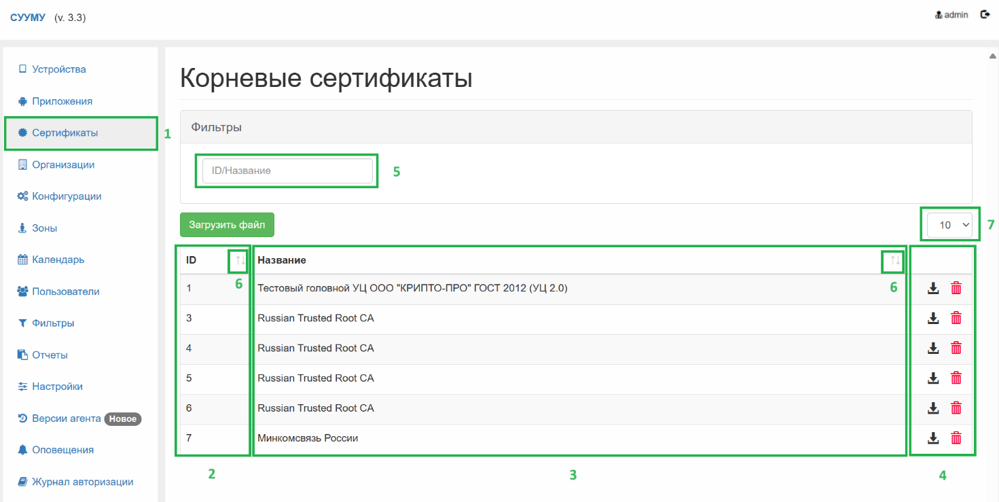 СУУМУ (v. 3.3) admin
Устройства
Приложения
Сертификаты 1
Организации
Конфигурации
Зоны
Календарь
Пользователи
Фильтры
Отчеты
Настройки
Версии агента Новое
Оповещения
Журнал авторизации
Корневые сертификаты
Фильтры
ID/Название 5
Загрузить файл 10 7
ID Название
6 6
1 Тестовый головной УЦ ООО "КРИПТО-ПРО" ГОСТ 2012 (УЦ 2.0)
3 Russian Trusted Root CA
4 Russian Trusted Root CA
5 Russian Trusted Root CA
6 Russian Trusted Root CA
7 Минкомсвязь России
2 3 4